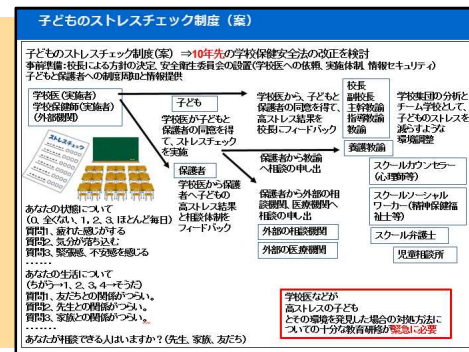 子どものストレスチェック制度（案）
子どものストレスチェック制度（案） ⇒10年先の学校保健安全法の改正を検討
事前準備：校長による方針の決定、安全衛生委員会の設置(学校医への依頼、実施体制、情報セキュリティ)
子どもと保護者への制度周知と情報提供
学校医(実施者)
学校保健師(実施者)
(外部機関)
ストレスチェック
子ども
学校医が子どもと
保護者の同意を得
て、ストレスチェック
を実施
保護者
学校医から保護
者へ子どもの
高ストレス結果
と相談体制を
フィードバック
学校医から、子どもと
保護者の同意を得て、
高ストレス結果を
校長にフィードバック
保護者から教諭
へ相談の申し出
保護者から外部の相
談機関、医療機関へ
相談の申し出
外部の相談機関
外部の医療機関
校長
副校長
主幹教諭
指導教諭
教諭
養護教諭
学校集団の分析と
チーム学校として、
子どものストレスを
減らすような
環境調整
スクールカウンセラー
(心理師等)
スクールソーシャル
ワーカー(精神保健福
祉士等)
スクール弁護士
児童相談所
あなたの状態について
(0、全くない、1、2、3、ほとんど毎日)
質問1、疲れた感じがする
質問2、気分が落ち込む
質問3、緊張感、不安感を感じる
……
あなたの生活について
(ちがう→1、2、3、4→そうだ)
質問1、友だちとの関係がつらい。
質問2、先生との関係がつらい。
質問3、家族との関係がつらい。
……
あなたが相談できる人はいますか？(先生、家族、友だち)
学校医などが
高ストレスの子ども
とその環境を発見した場合の対処方法に
ついての十分な教育研修が緊急に必要